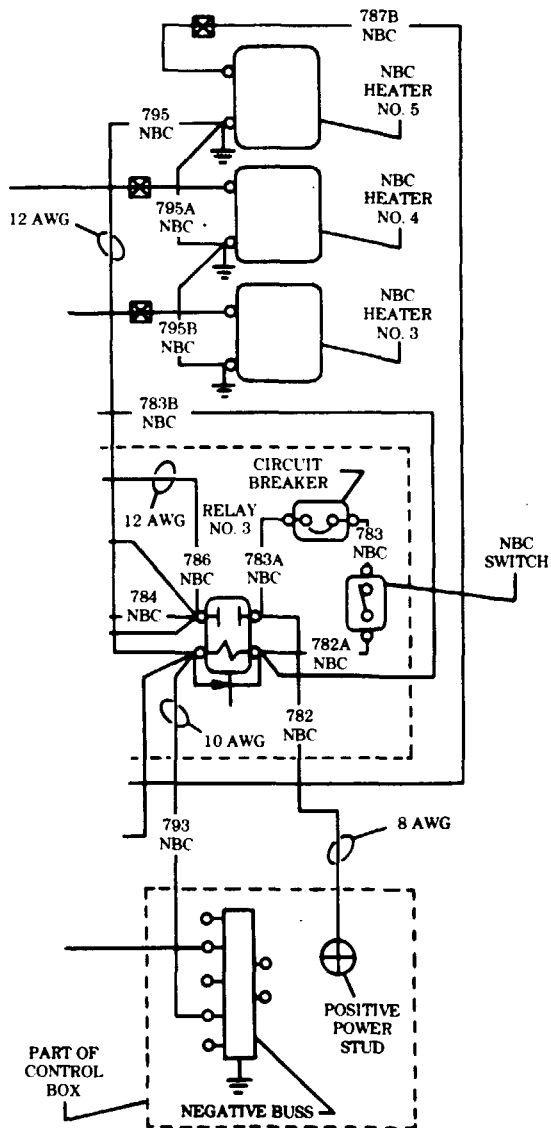 787B
NBC
NBC
HEATER
NO. 5
795
NBC
NBC
HEATER
NO. 4
12 AWG
795A
NBC
NBC
HEATER
NO. 3
795B
NBC
783B
NBC
CIRCUIT
BREAKER
12 AWG
RELAY
NO. 3
783
NBC
NBC
SWITCH
786
NBC
783A
NBC
784
NBC
782A
NBC
782
NBC
10 AWG
793
NBC
8 AWG
POSITIVE
POWER
STUD
PART OF
CONTROL
BOX
NEGATIVE BUSS